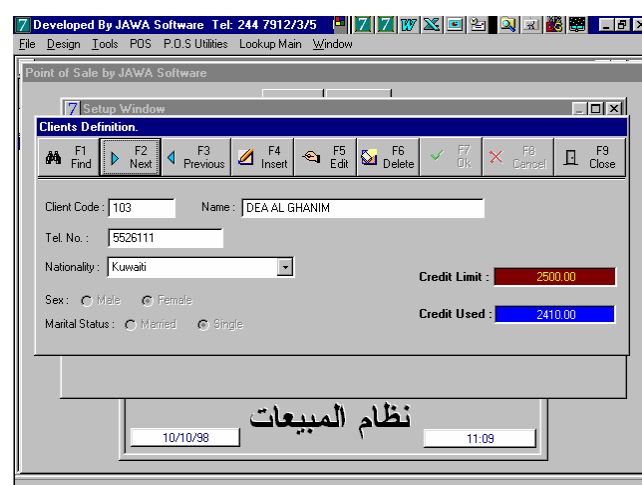 Developed By JAWA Software Tel: 244 7912/3/5
File Design Tools POS P.O.S Utilities Lookup Main Window
Point of Sale by JAWA Software
Setup Window
Clients Definition.
F1 Find F2 Next F3 Previous F4 Insert F5 Edit F6 Delete F7 Ok F8 Cancel F9 Close
Client Code : 103 Name : DEA AL GHANIM
Tel. No. : 5526111
Nationality : Kuwaiti
Credit Limit : 2500.00
Sex : Male Female
Credit Used : 2410.00
Marital Status : Married Single
نظام المبيعات
10/10/98 11:09